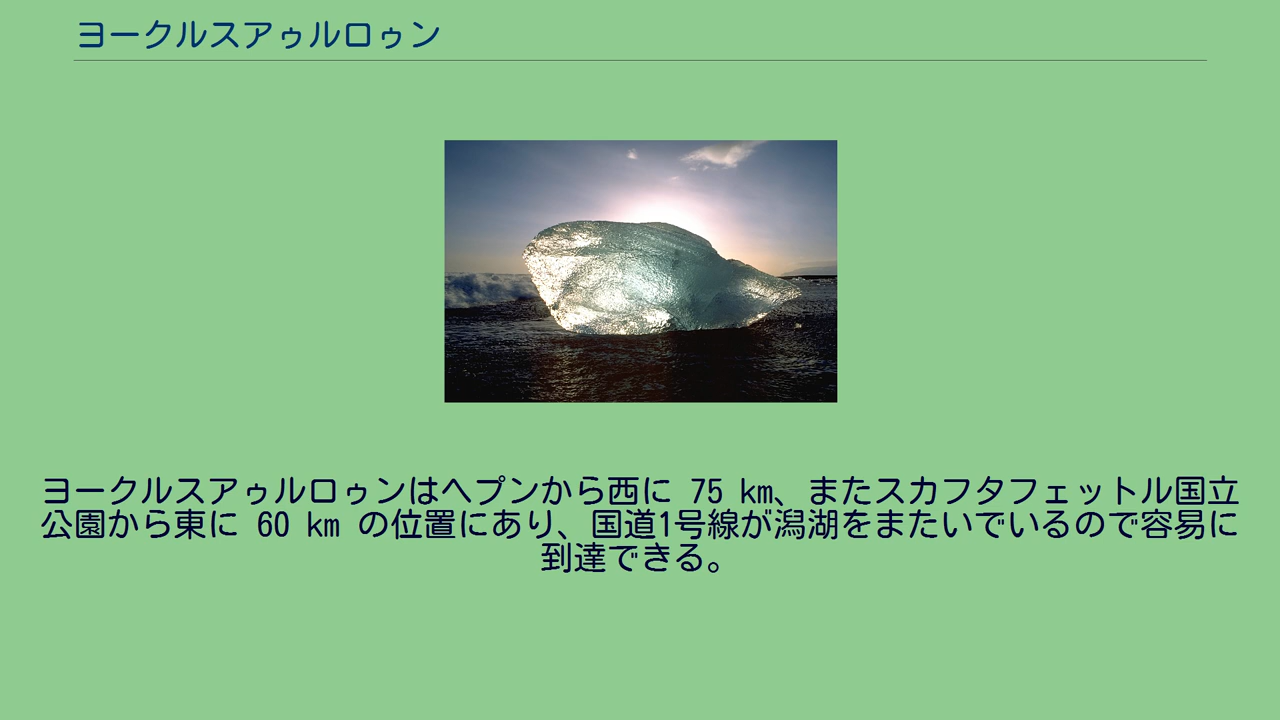 ヨークルスアゥルロゥン
ヨークルスアゥルロゥンはヘプンから西に 75 km、またスカフタフェットル国立
公園から東に 60 km の位置にあり、国道1号線が潟湖をまたいでいるので容易に
到達できる。